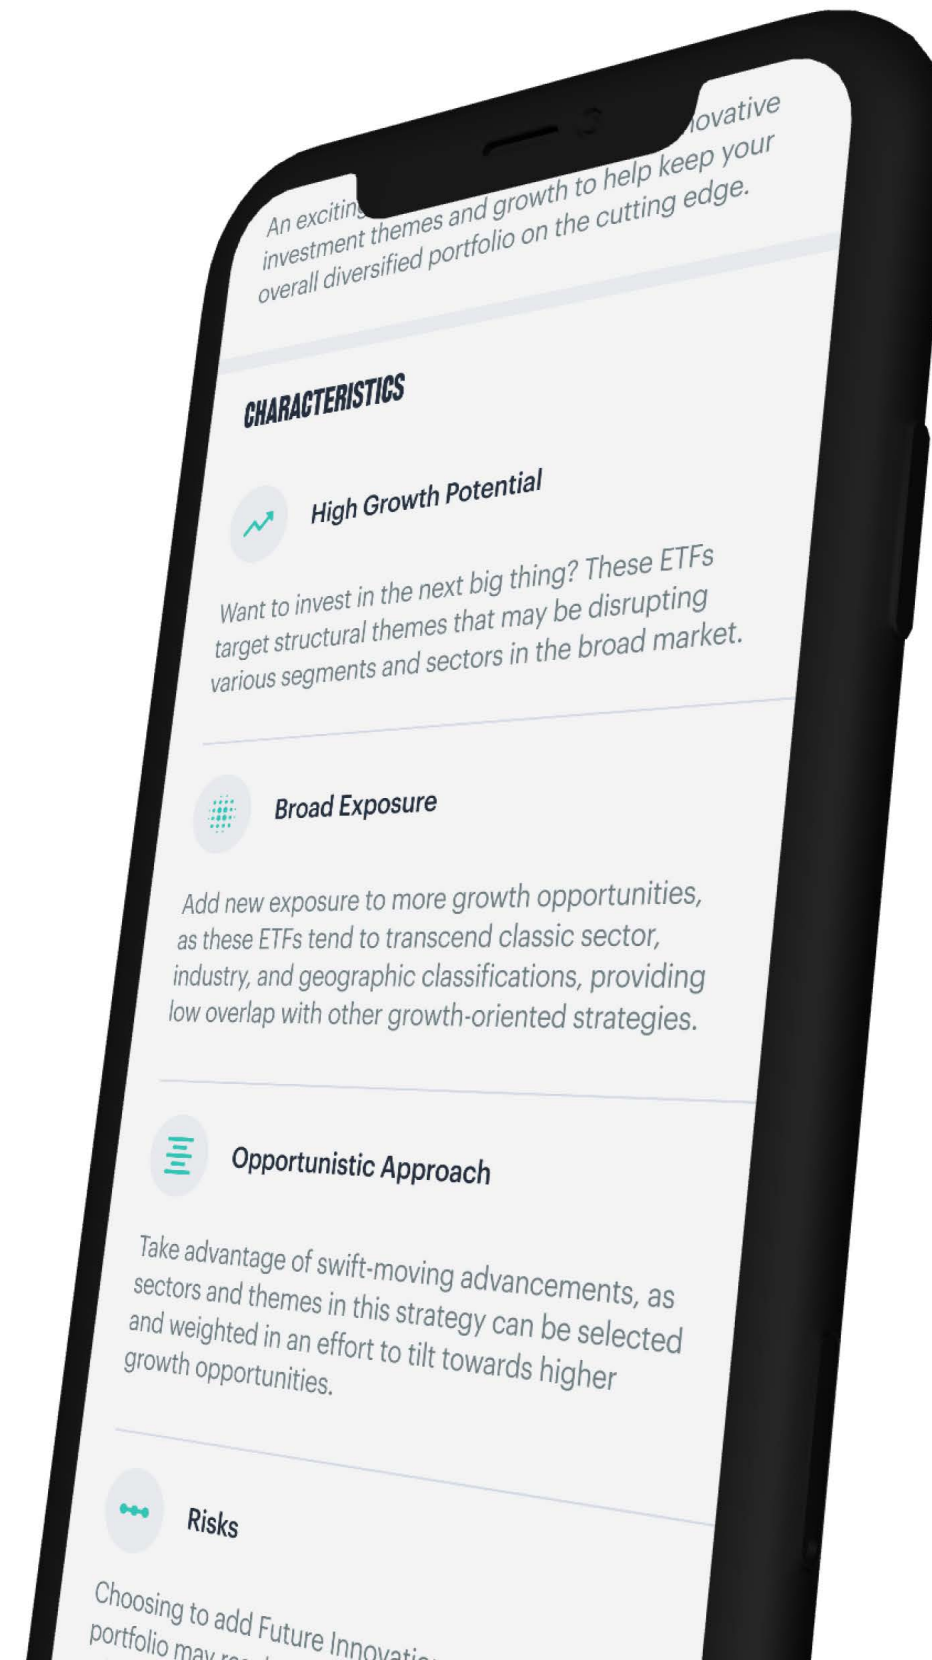 An exciting
novative
investment themes and growth to help keep your
overall diversified portfolio on the cutting edge.
CHARACTERISTICS
High Growth Potential
Want to invest in the next big thing? These ETFs
target structural themes that may be disrupting
various segments and sectors in the broad market.
Broad Exposure
Add new exposure to more growth opportunities,
as these ETFs tend to transcend classic sector,
industry, and geographic classifications, providing
low overlap with other growth-oriented strategies.
Opportunistic Approach
Take advantage of swift-moving advancements, as
sectors and themes in this strategy can be selected
and weighted in an effort to tilt towards higher
growth opportunities.
Risks
Choosing to add Future
portfolio may